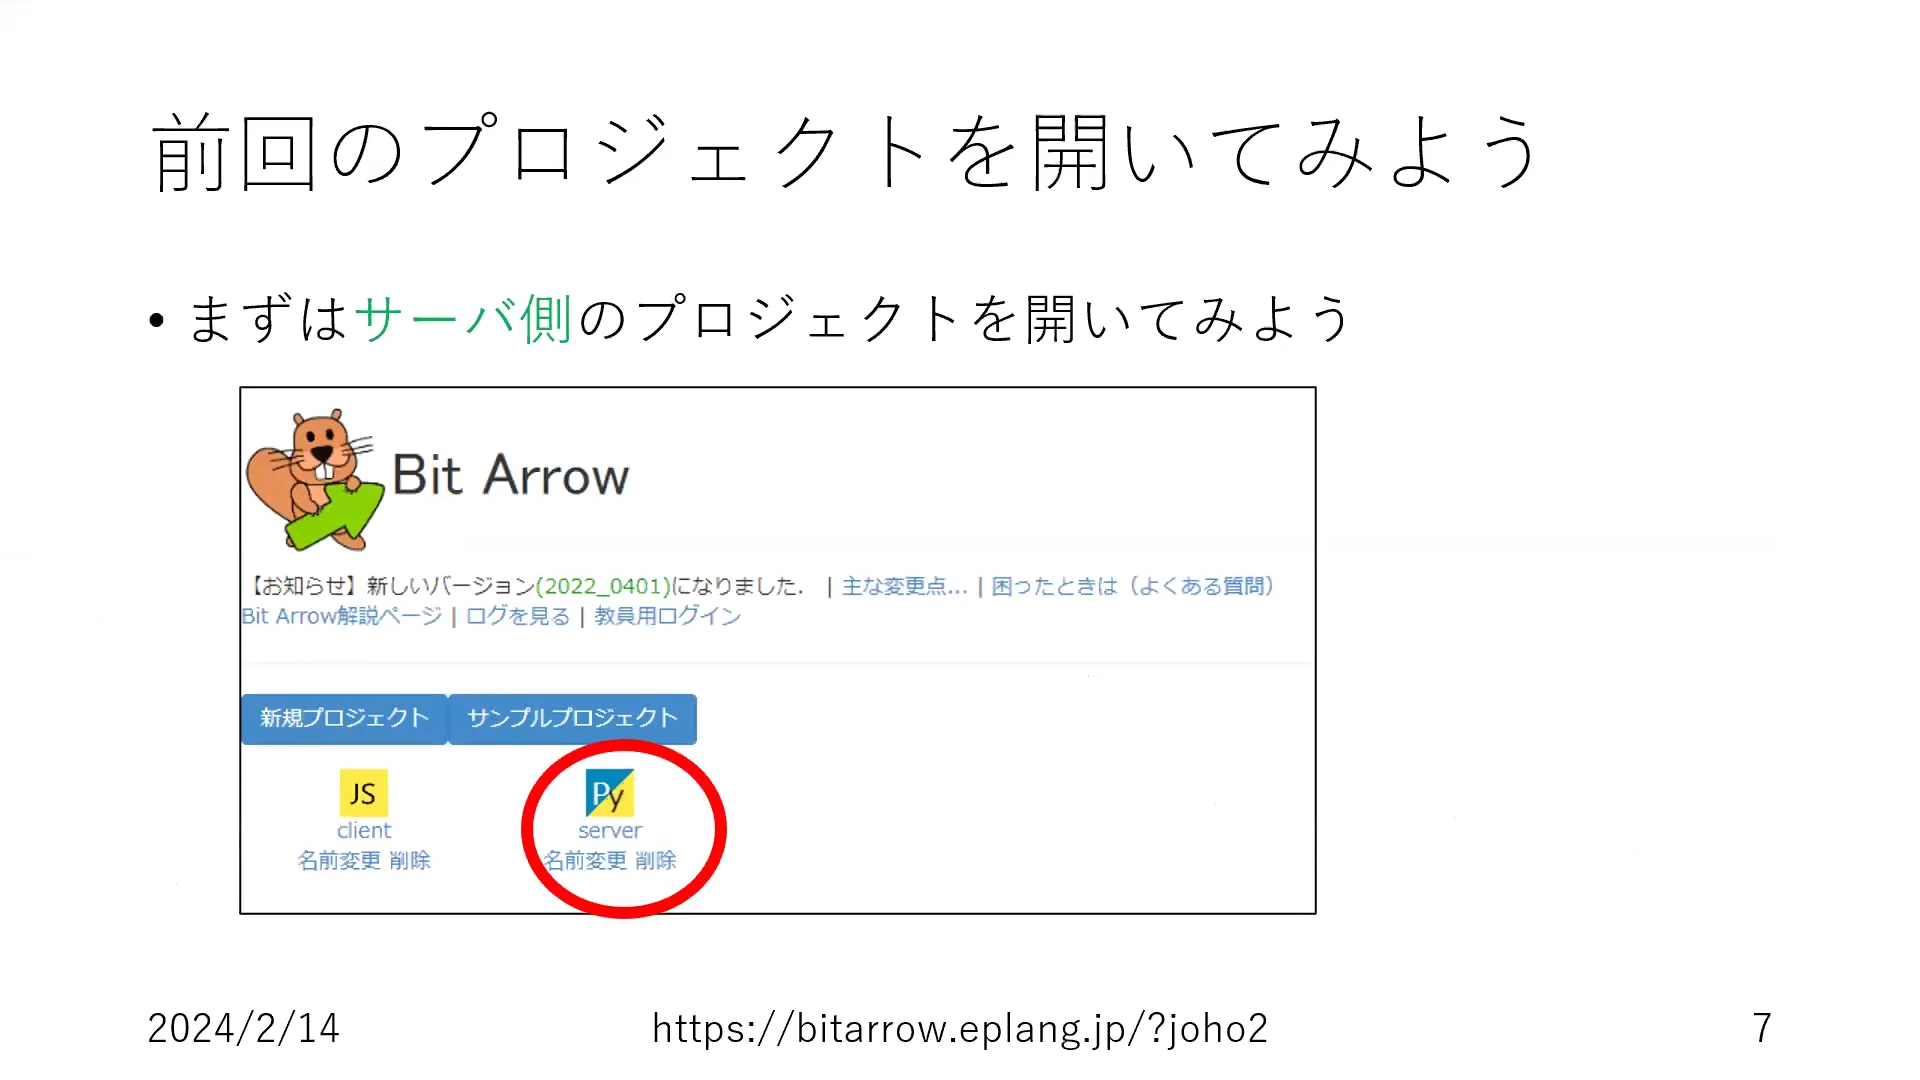 前回のプロジェクトを開いてみよう
• まずはサーバ側のプロジェクトを開いてみよう
Bit Arrow
【お知らせ】新しいバージョン(2022_0401)になりました． | 主な変更点... | 困ったときは（よくある質問）
Bit Arrow解説ページ | ログを見る | 教員用ログイン
新規プロジェクト サンプルプロジェクト
JS Py
client server
名前変更 削除 名前変更 削除
2024/2/14 https://bitarrow.eplang.jp/?joho2 7